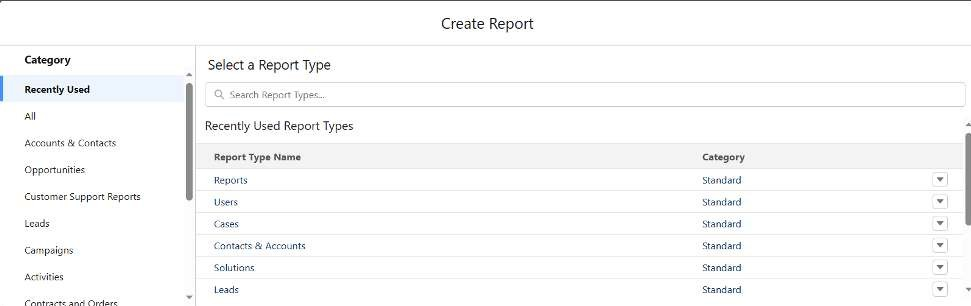 Create Report
Category
Recently Used
All
Accounts & Contacts
Opportunities
Customer Support Reports
Leads
Campaigns
Activities
Contracts and Orders
Select a Report Type
Search Report Types...
Recently Used Report Types
Report Type Name Category
Reports Standard
Users Standard
Cases Standard
Contacts & Accounts Standard
Solutions Standard
Leads Standard